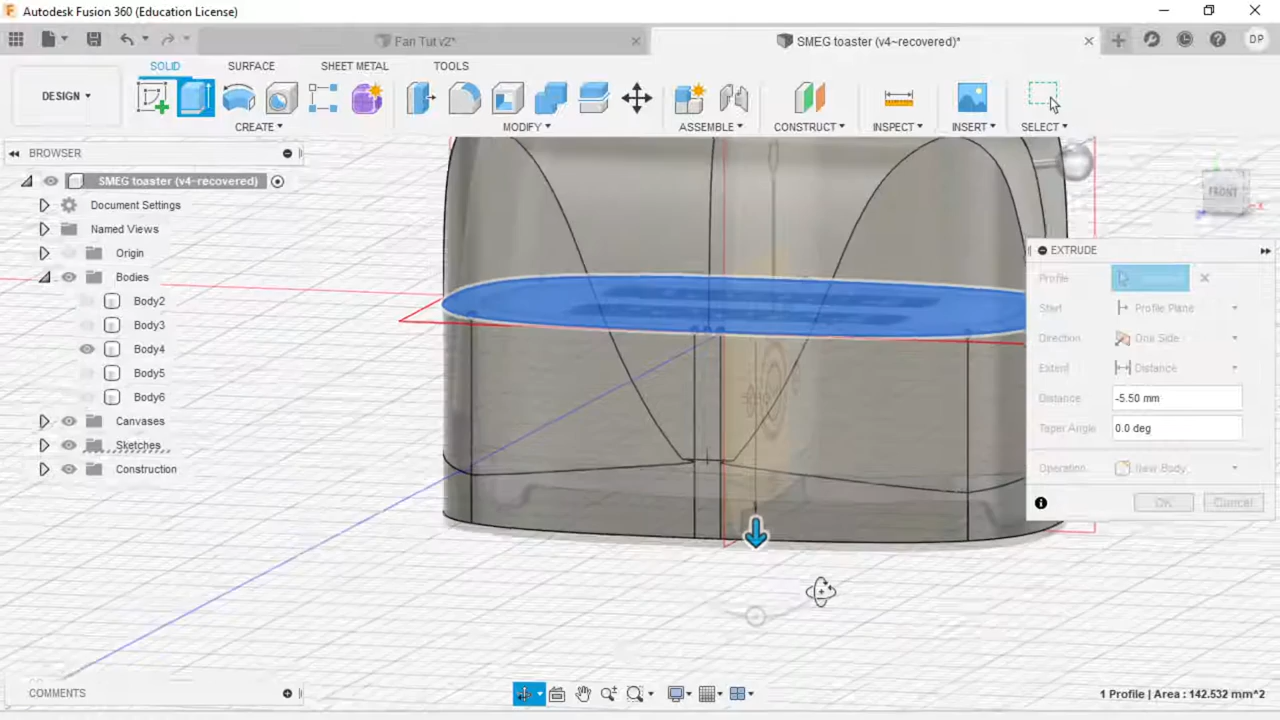 Autodesk Fusion 360 (Education License)
Fan Tut v2*
SMEG toaster (v4~recovered)*
DP
SOLID SURFACE SHEET METAL TOOLS
DESIGN
CREATE MODIFY ASSEMBLE CONSTRUCT INSPECT INSERT SELECT
BROWSER
SMEG toaster (v4~recovered)
Document Settings
Named Views
Origin
Bodies
Body2
Body3
Body4
Body5
Body6
Canvases
Sketches
Construction
FRONT
EXTRUDE
Profile
Start Profile Plane
Direction One Side
Extent Distance
Distance -5.50 mm
Taper Angle 0.0 deg
Operation New Body
OK Cancel
COMMENTS
1 Profile | Area : 142.532 mm^2